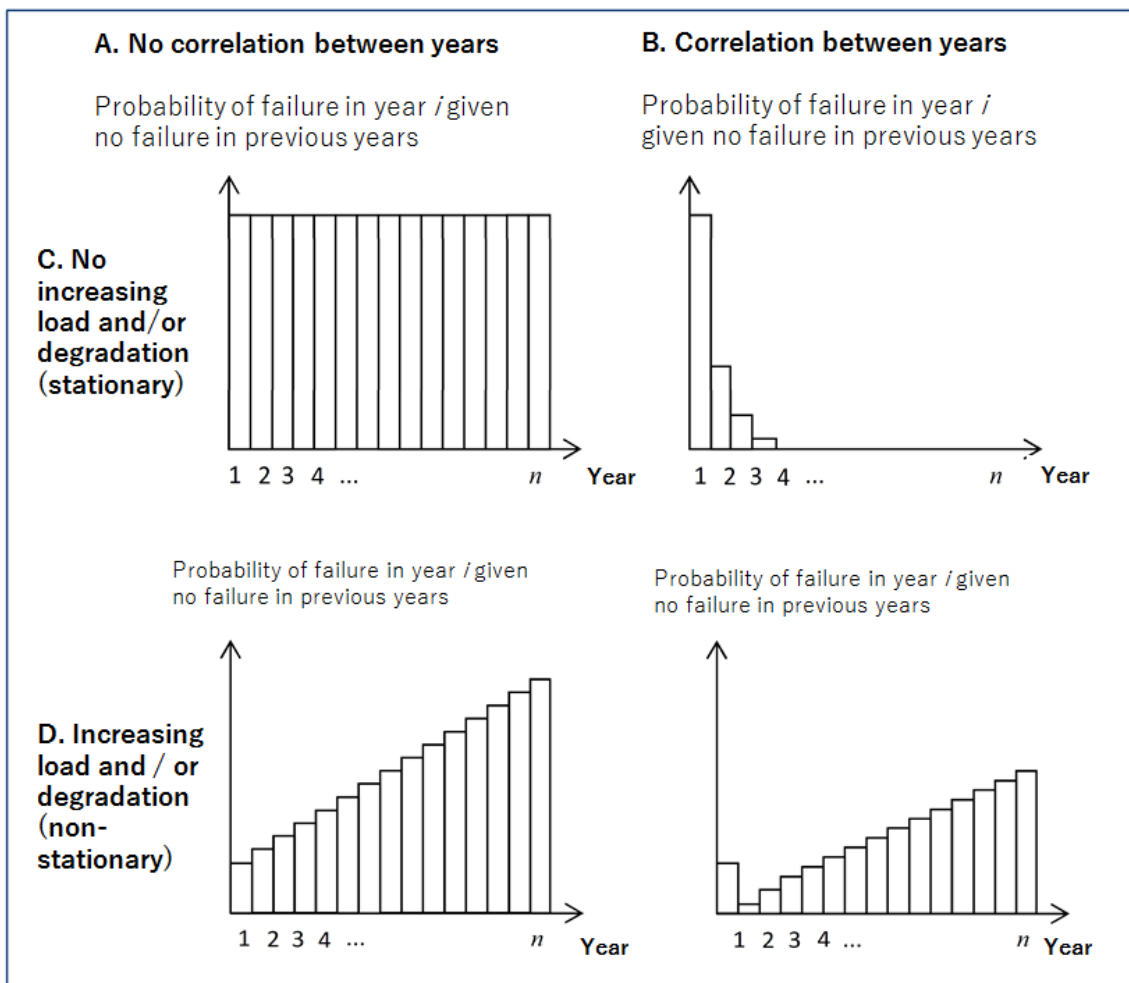 A. No correlation between years
B. Correlation between years
Probability of failure in year i given
no failure in previous years
Probability of failure in year i
given no failure in previous years
C. No
increasing
load and/or
degradation
(stationary)
1 2 3 4 ... n Year
1 2 3 4 ... n Year
Probability of failure in year i given
no failure in previous years
Probability of failure in year i given
no failure in previous years
D. Increasing
load and / or
degradation
(non-
stationary)
1 2 3 4 ... n Year
1 2 3 4 ... n Year